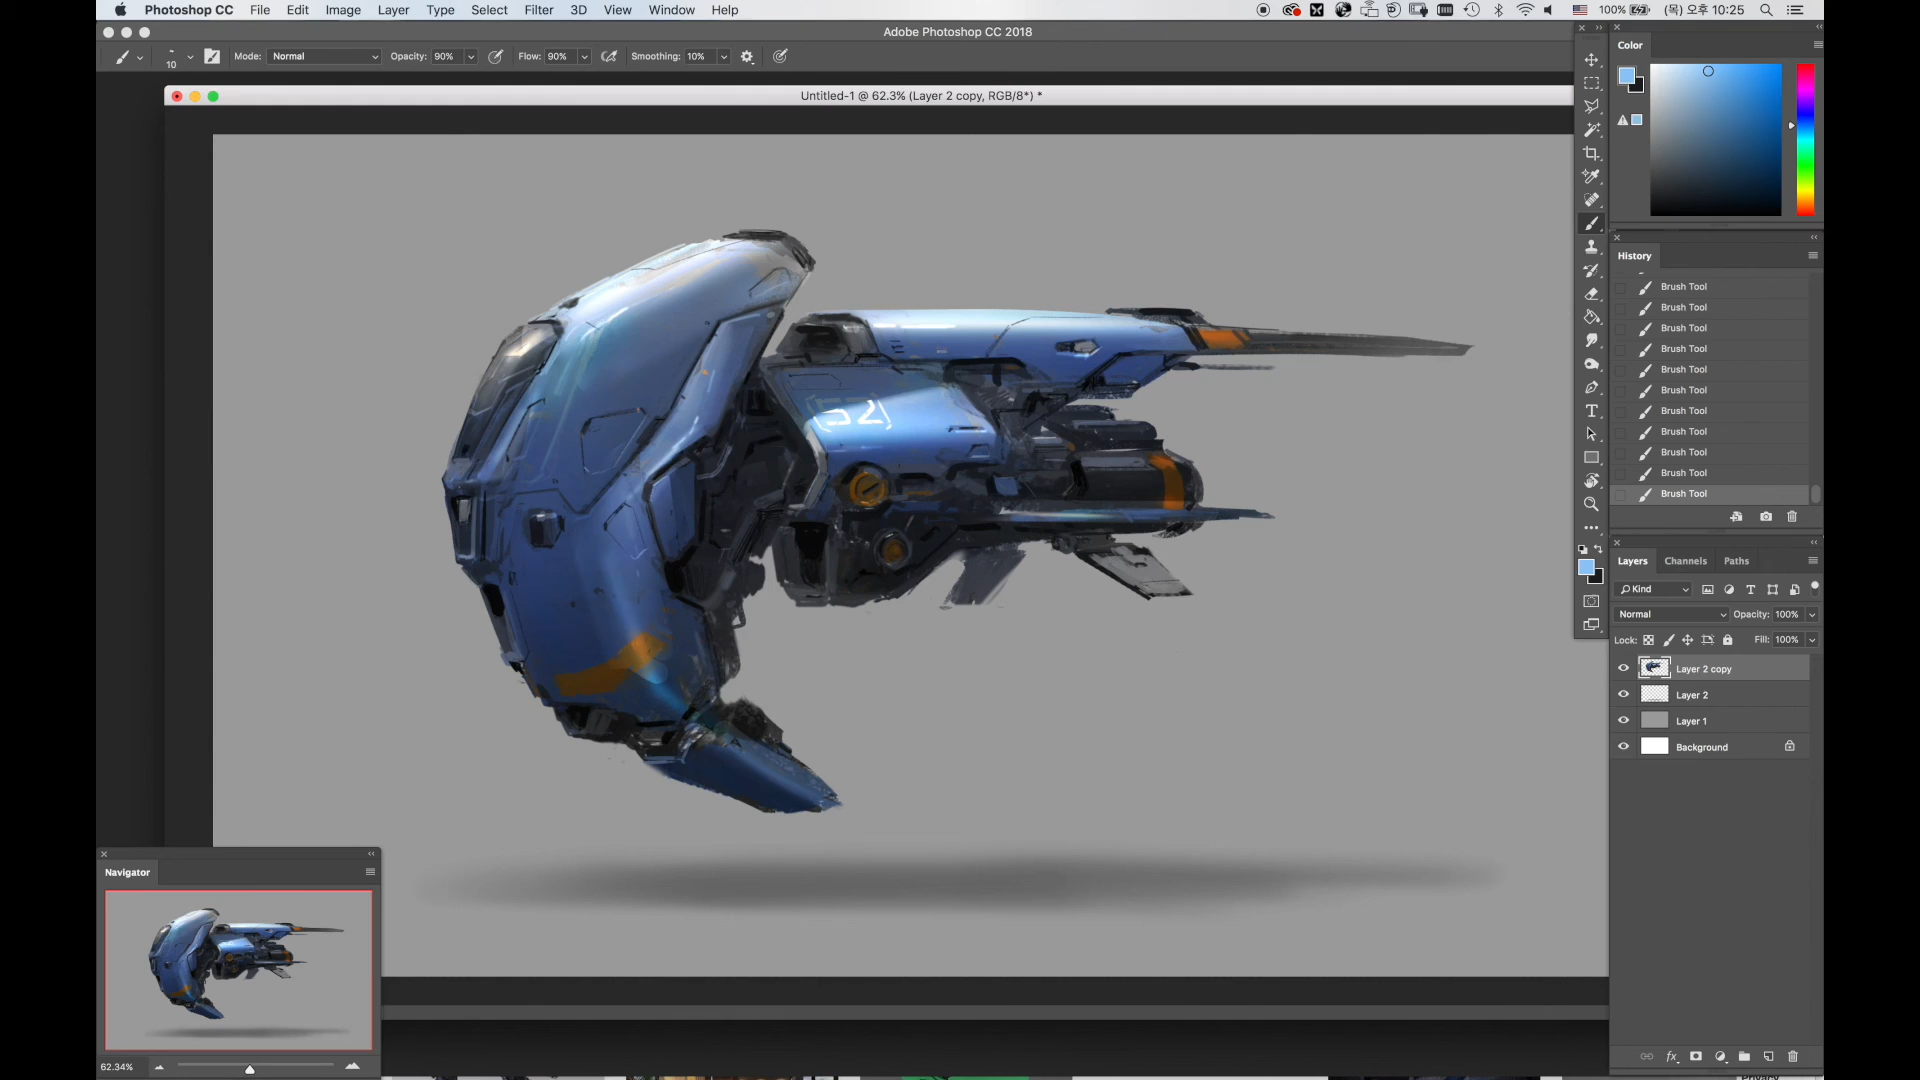 Photoshop CC File Edit Image Layer Type Select Filter 3D View Window Help 100% (목) 오후 10:25
Adobe Photoshop CC 2018
10 Mode: Normal Opacity: 90% Flow: 90% Smoothing: 10%
Untitled-1 @ 62.3% (Layer 2 copy, RGB/8*) *
Color
History
Brush Tool
Brush Tool
Brush Tool
Brush Tool
Brush Tool
Brush Tool
Brush Tool
Brush Tool
Brush Tool
Brush Tool
Brush Tool
52
Layers Channels Paths
Kind
Normal Opacity: 100%
Lock: Fill: 100%
Layer 2 copy
Layer 2
Layer 1
Background
Navigator
62.34%
fx